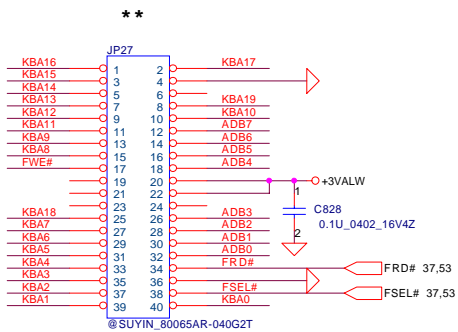 **
JP27
KBA16 1 2 KBA17
KBA15 3 4
KBA14 5 6
KBA13 7 8 KBA19
KBA12 9 10 KBA10
KBA11 11 12 ADB7
KBA9 13 14 ADB6
KBA8 15 16 ADB5
FWE# 17 18 ADB4
19 20 +3VALW
21 22 1
23 24 C828
KBA18 25 26 ADB3 0.1U_0402_16V4Z
KBA7 27 28 ADB2 2
KBA6 29 30 ADB1
KBA5 31 32 ADB0
KBA4 33 34 FRD# FRD# 37,53
KBA3 35 36
KBA2 37 38 FSEL# FSEL# 37,53
KBA1 39 40 KBA0
@SUYIN_80065AR-040G2T